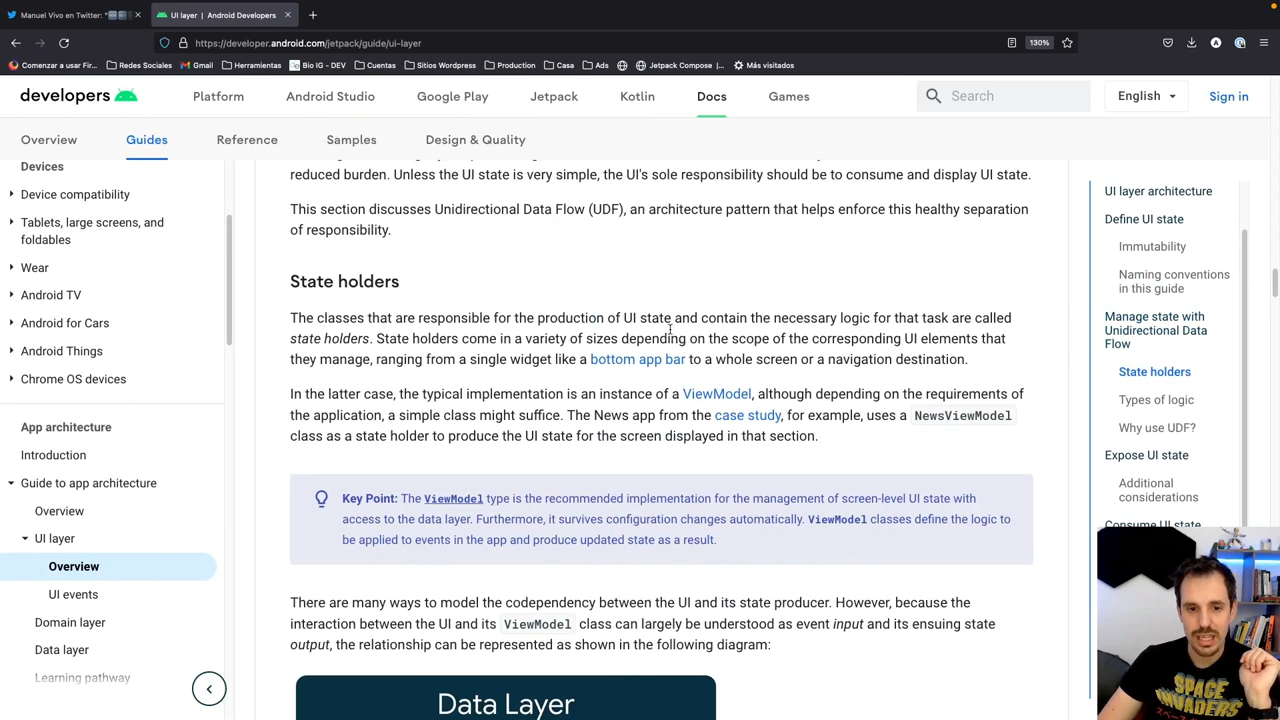 Manuel Vivo en Twitter: "
UI layer | Android Developers
https://developer.android.com/jetpack/guide/ui-layer
130%
Comenzar a usar Fir...
Redes Sociales
Gmail
Herramientas
Bio IG - DEV
Cuentas
Sitios Wordpress
Production
Casa
Ads
Jetpack Compose |...
Más visitados
developers
Platform
Android Studio
Google Play
Jetpack
Kotlin
Docs
Games
Search
English
Sign in
Overview
Guides
Reference
Samples
Design & Quality
Devices
Device compatibility
Tablets, large screens, and
foldables
Wear
Android TV
Android for Cars
Android Things
Chrome OS devices
App architecture
Introduction
Guide to app architecture
Overview
UI layer
Overview
UI events
Domain layer
Data layer
Learning pathway
reduced burden. Unless the UI state is very simple, the UI's sole responsibility should be to consume and display UI state.
This section discusses Unidirectional Data Flow (UDF), an architecture pattern that helps enforce this healthy separation
of responsibility.
State holders
The classes that are responsible for the production of UI state and contain the necessary logic for that task are called
state holders. State holders come in a variety of sizes depending on the scope of the corresponding UI elements that
they manage, ranging from a single widget like a bottom app bar to a whole screen or a navigation destination.
In the latter case, the typical implementation is an instance of a ViewModel, although depending on the requirements of
the application, a simple class might suffice. The News app from the case study, for example, uses a NewsViewModel
class as a state holder to produce the UI state for the screen displayed in that section.
Key Point: The ViewModel type is the recommended implementation for the management of screen-level UI state with
access to the data layer. Furthermore, it survives configuration changes automatically. ViewModel classes define the logic to
be applied to events in the app and produce updated state as a result.
There are many ways to model the codependency between the UI and its state producer. However, because the
interaction between the UI and its ViewModel class can largely be understood as event input and its ensuing state
output, the relationship can be represented as shown in the following diagram:
Data Layer
UI layer architecture
Define UI state
Immutability
Naming conventions
in this guide
Manage state with
Unidirectional Data
Flow
State holders
Types of logic
Why use UDF?
Expose UI state
Additional
considerations
Consume UI state
SPACE
INVADERS